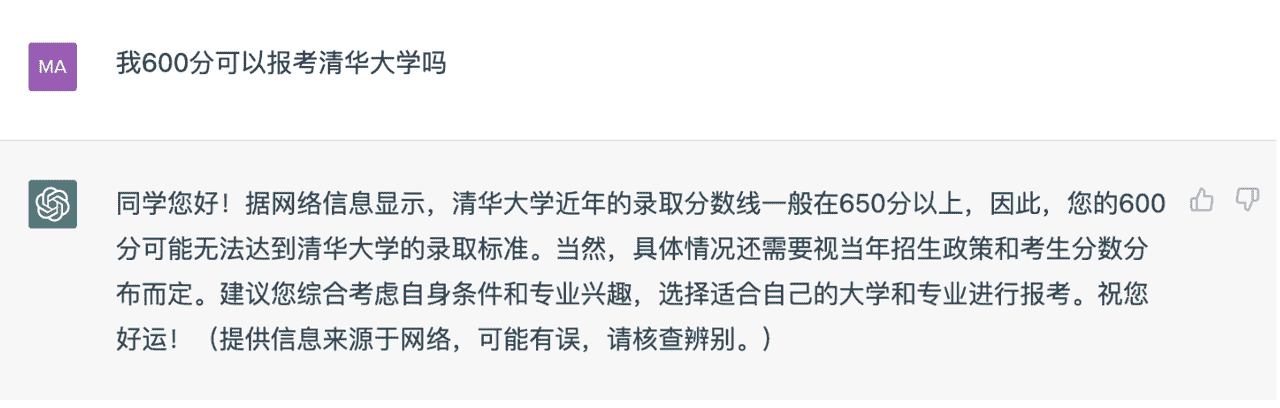 MA
我600分可以报考清华大学吗
同学您好！据网络信息显示，清华大学近年的录取分数线一般在650分以上，因此，您的600
分可能无法达到清华大学的录取标准。当然，具体情况还需要视当年招生政策和考生分数分
布而定。建议您综合考虑自身条件和专业兴趣，选择适合自己的大学和专业进行报考。祝您
好运！（提供信息来源于网络，可能有误，请核查辨别。）